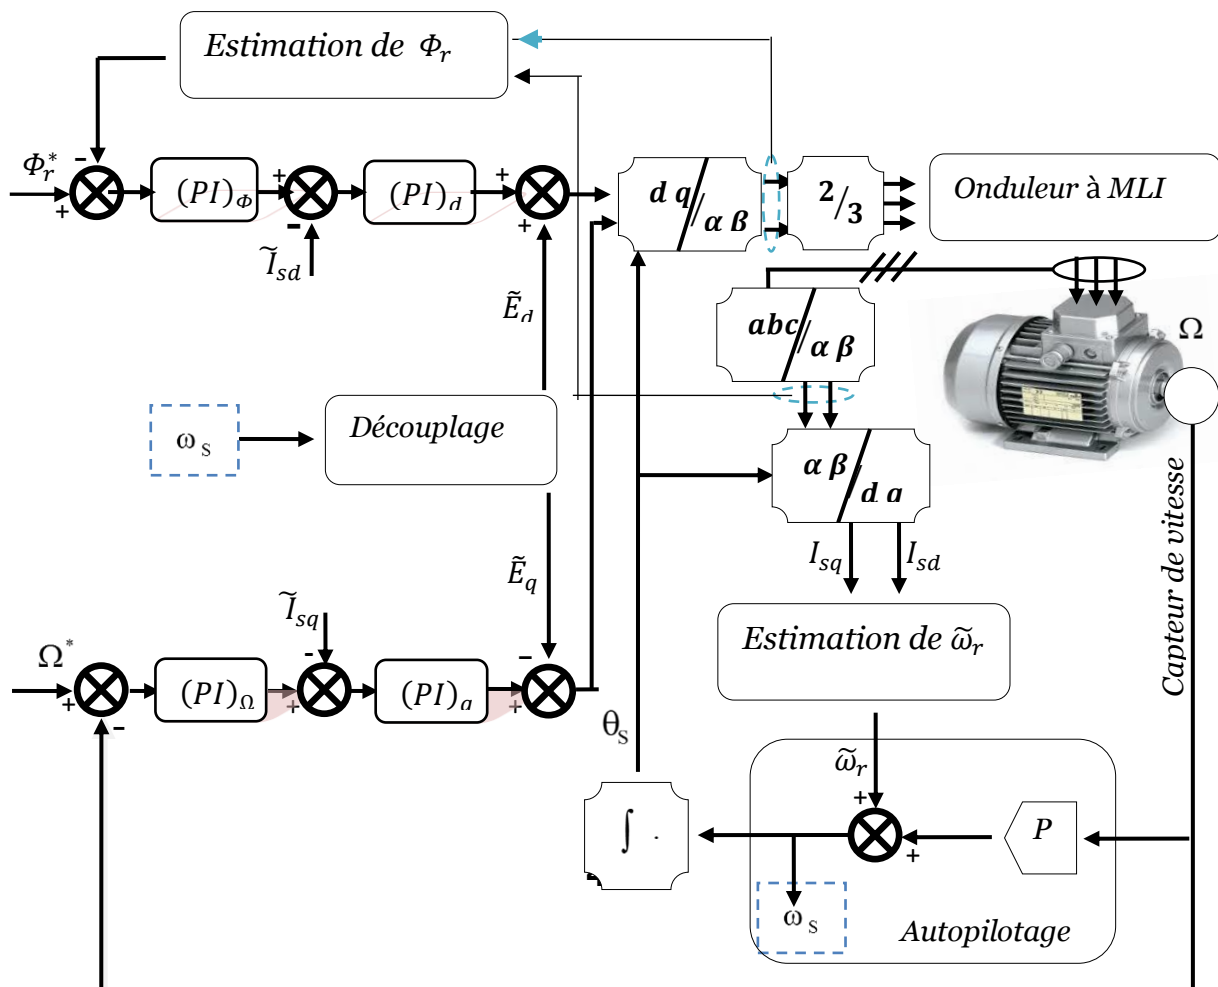 Estimation de Φr
Φr*
-
+
(PI)Φ
+
-
Ĩsd
(PI)d
+
+
Ẽd
d q/α β
2/3
Onduleur à MLI
abc/α β
Ω
ωs
Découplage
α β/d q
Isq
Isd
Ẽq
Ĩsq
Estimation de ω̃r
Capteur de vitesse
Ω*
+
-
(PI)Ω
-
+
(PI)q
-
+
θs
ω̃r
+
+
P
∫ .
ωs
Autopilotage